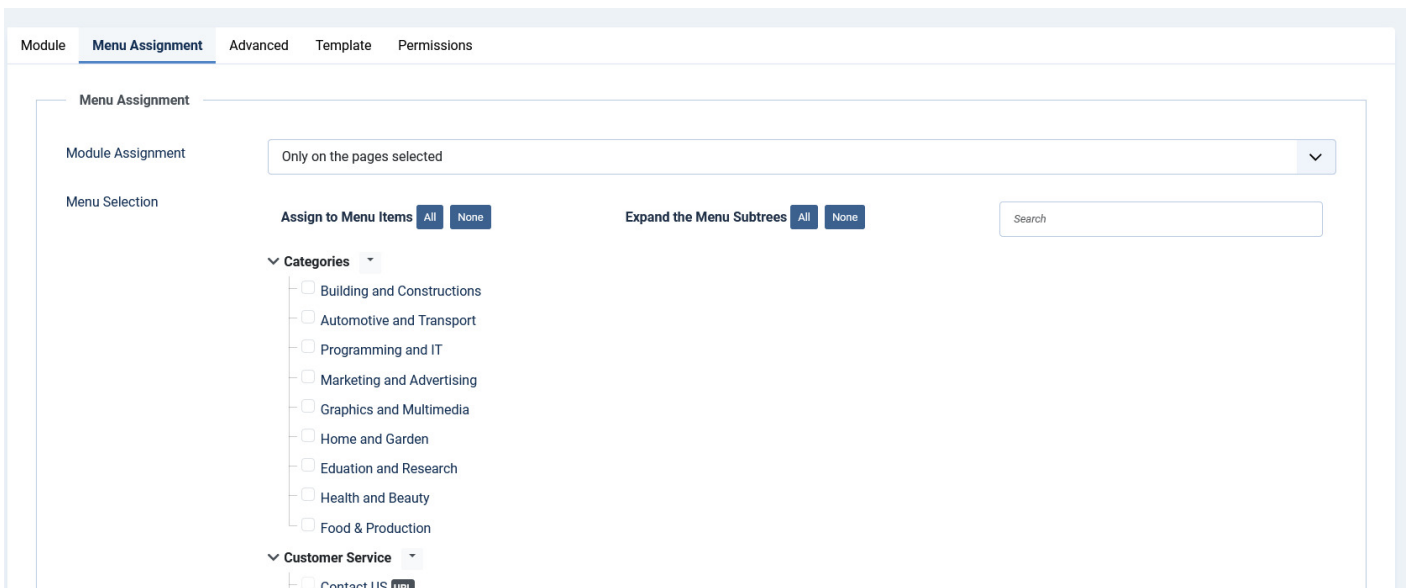 Module Menu Assignment Advanced Template Permissions
Menu Assignment
Module Assignment Only on the pages selected
Menu Selection
Assign to Menu Items All None Expand the Menu Subtrees All None Search
Categories
Building and Constructions
Automotive and Transport
Programming and IT
Marketing and Advertising
Graphics and Multimedia
Home and Garden
Eduation and Research
Health and Beauty
Food & Production
Customer Service
Contact US URL